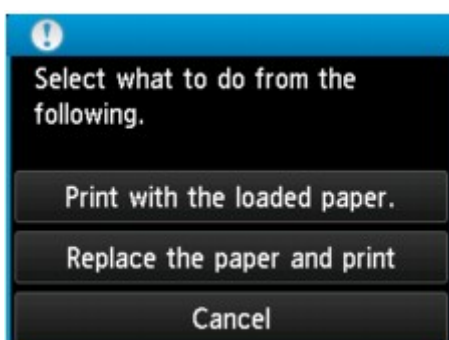 Select what to do from the
following.
Print with the loaded paper.
Replace the paper and print
Cancel